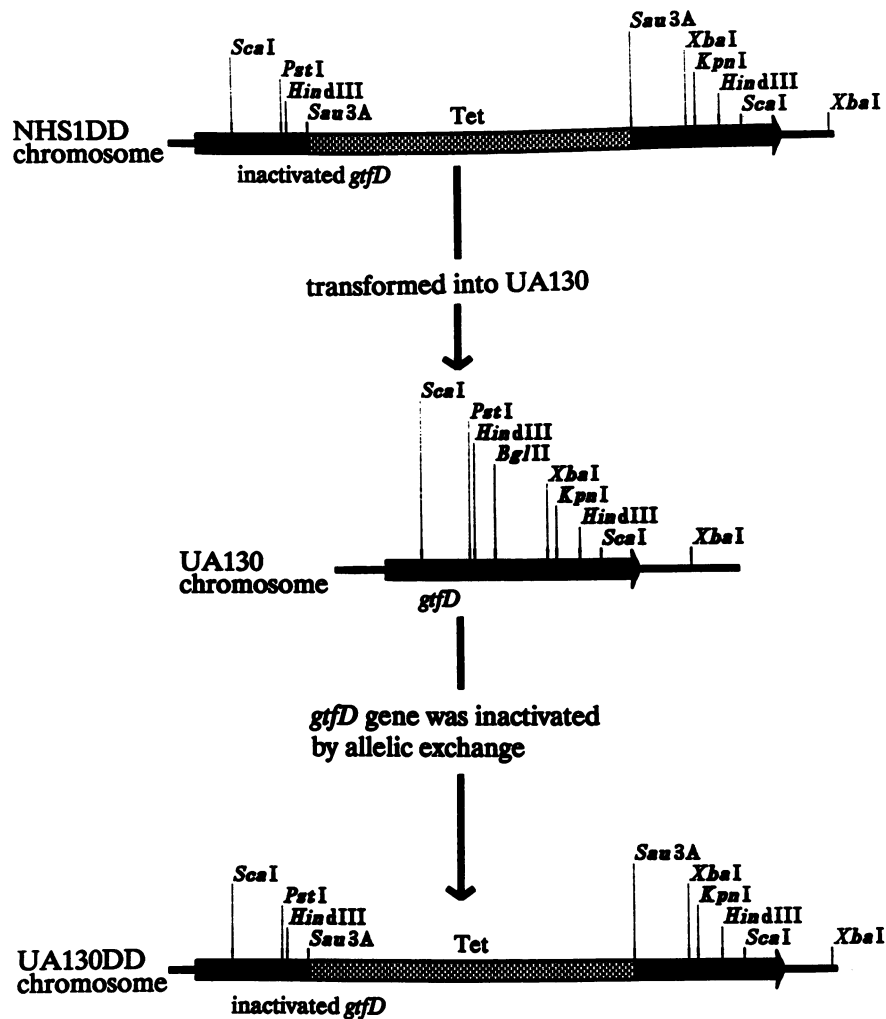 Sau3A
ScaI
XbaI
PstI
KpnI
HindIII
HindIII
Sau3A
Tet
ScaI
XbaI
NHS1DD
chromosome
inactivated gtfD
transformed into UA130
ScaI
PstI
HindIII
BglII
XbaI
KpnI
HindIII
ScaI
XbaI
UA130
chromosome
gtfD
gtfD gene was inactivated
by allelic exchange
Sau3A
ScaI
XbaI
PstI
KpnI
HindIII
HindIII
Sau3A
Tet
ScaI
XbaI
UA130DD
chromosome
inactivated gtfD